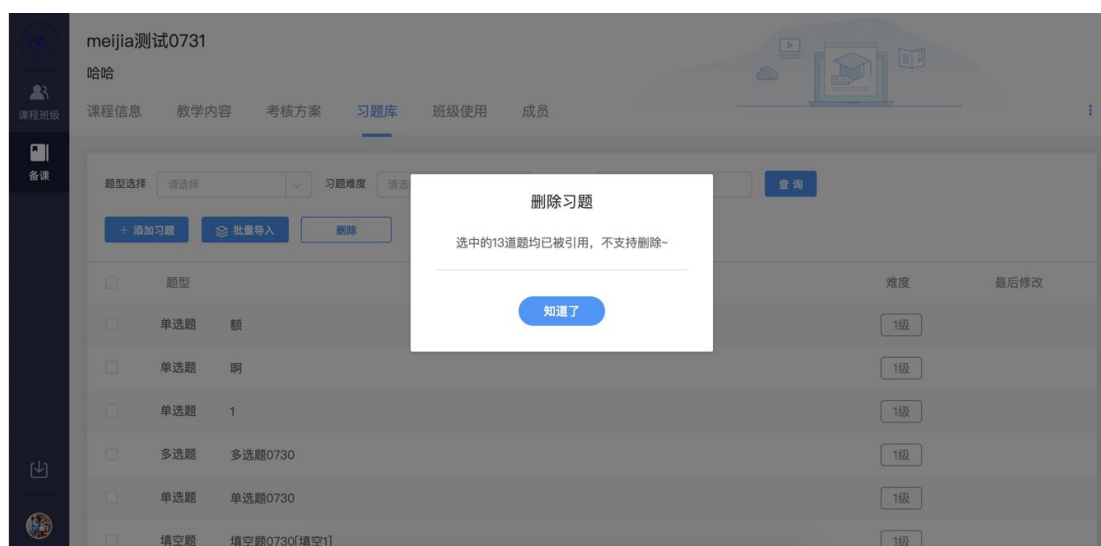 meijia测试0731
哈哈
课程班级
课程信息 教学内容 考核方案 习题库 班级使用 成员
备课
题型选择 请选择 习题难度 请选 查询
+ 添加习题 批量导入 删除
删除习题
选中的13道题均已被引用，不支持删除~
知道了
题型 难度 最后修改
单选题 额 1级
单选题 啊 1级
单选题 1 1级
多选题 多选题0730 1级
单选题 单选题0730 1级
填空题 填空题0730[填空1] 1级